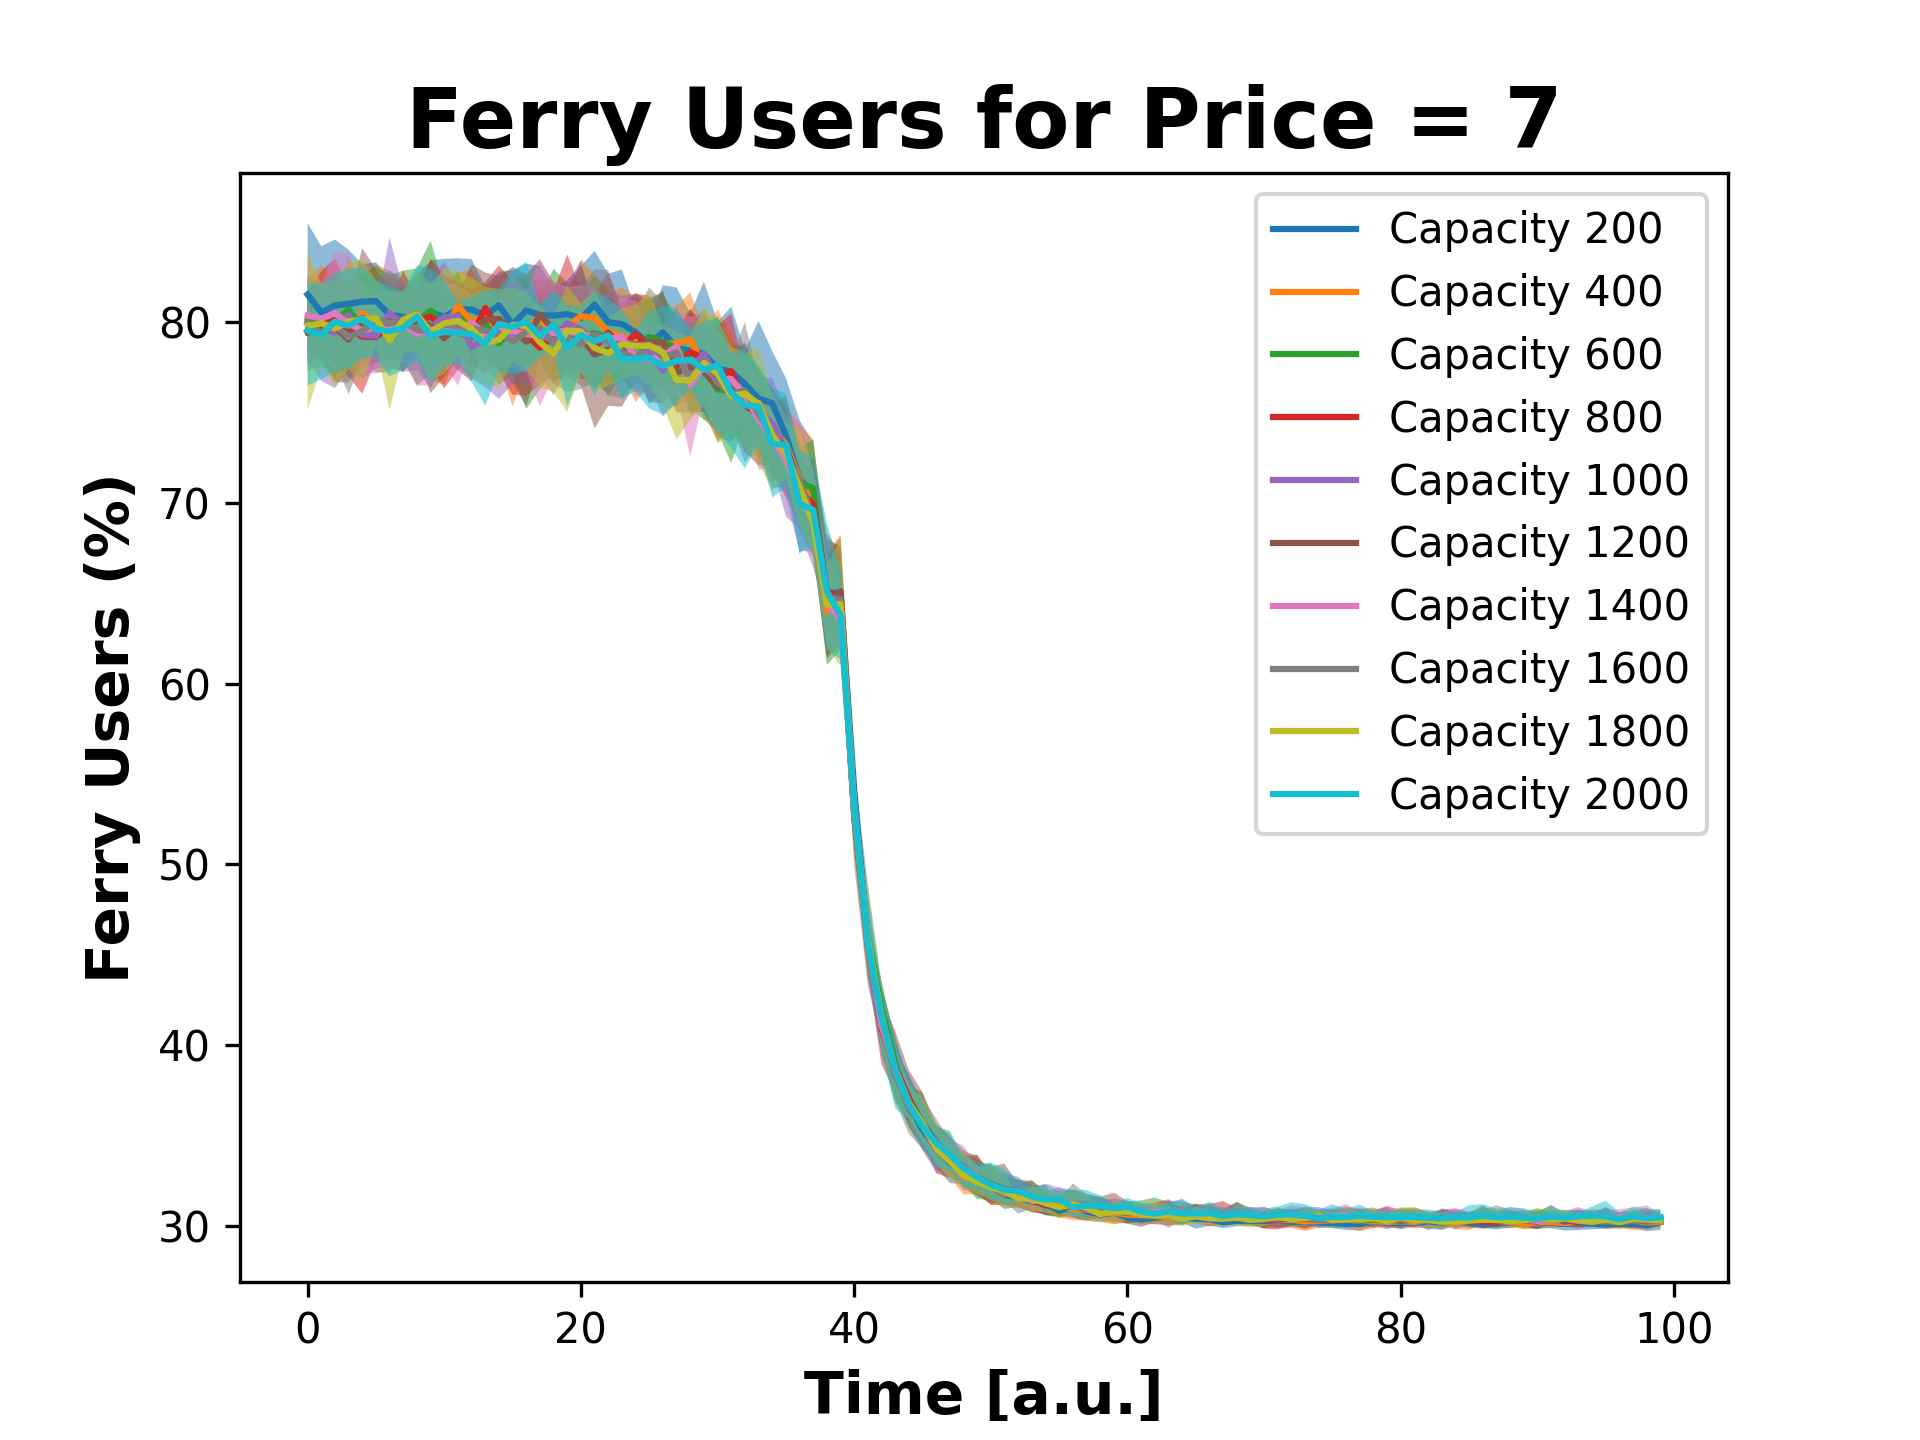 Ferry Users for Price = 7
Capacity 200
Capacity 400
Capacity 600
Capacity 800
Capacity 1000
Capacity 1200
Capacity 1400
Capacity 1600
Capacity 1800
Capacity 2000
Ferry Users (%)
80
70
60
50
40
30
0 20 40 60 80 100
Time [a.u.]